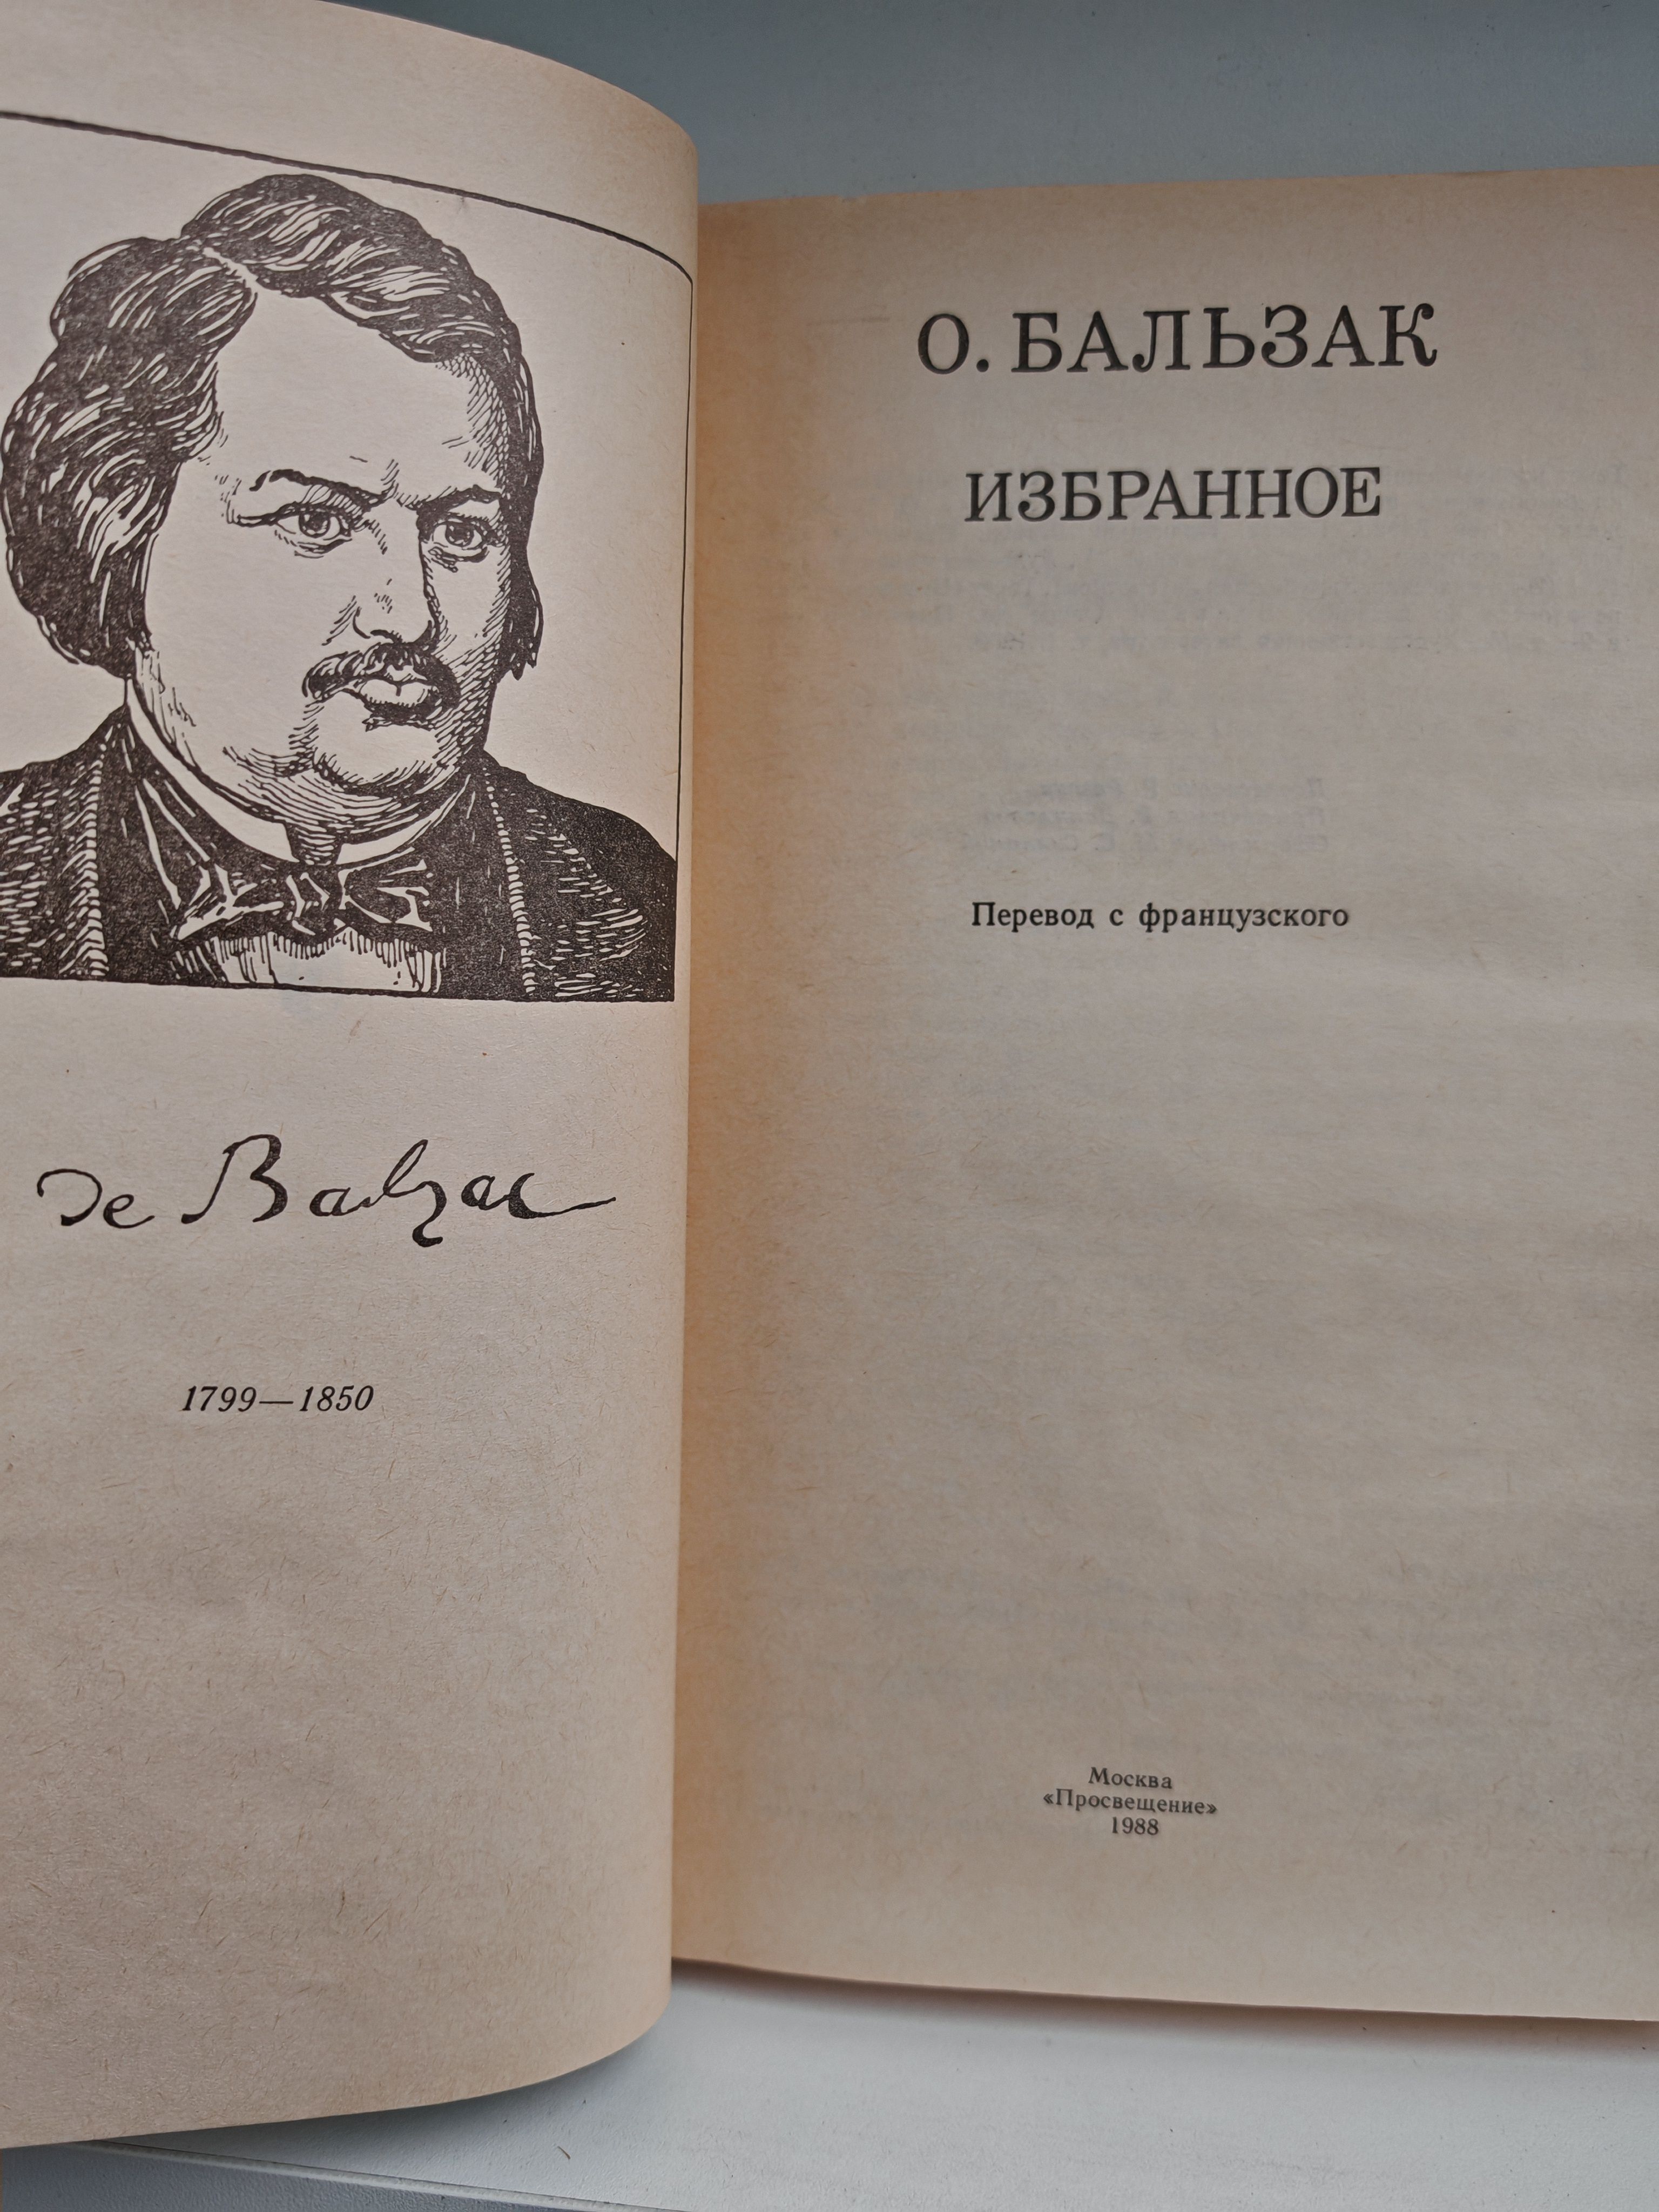 de Balzac
1799—1850
О. БАЛЬЗАК
ИЗБРАННОЕ
Перевод с французского
Москва
«Просвещение»
1988